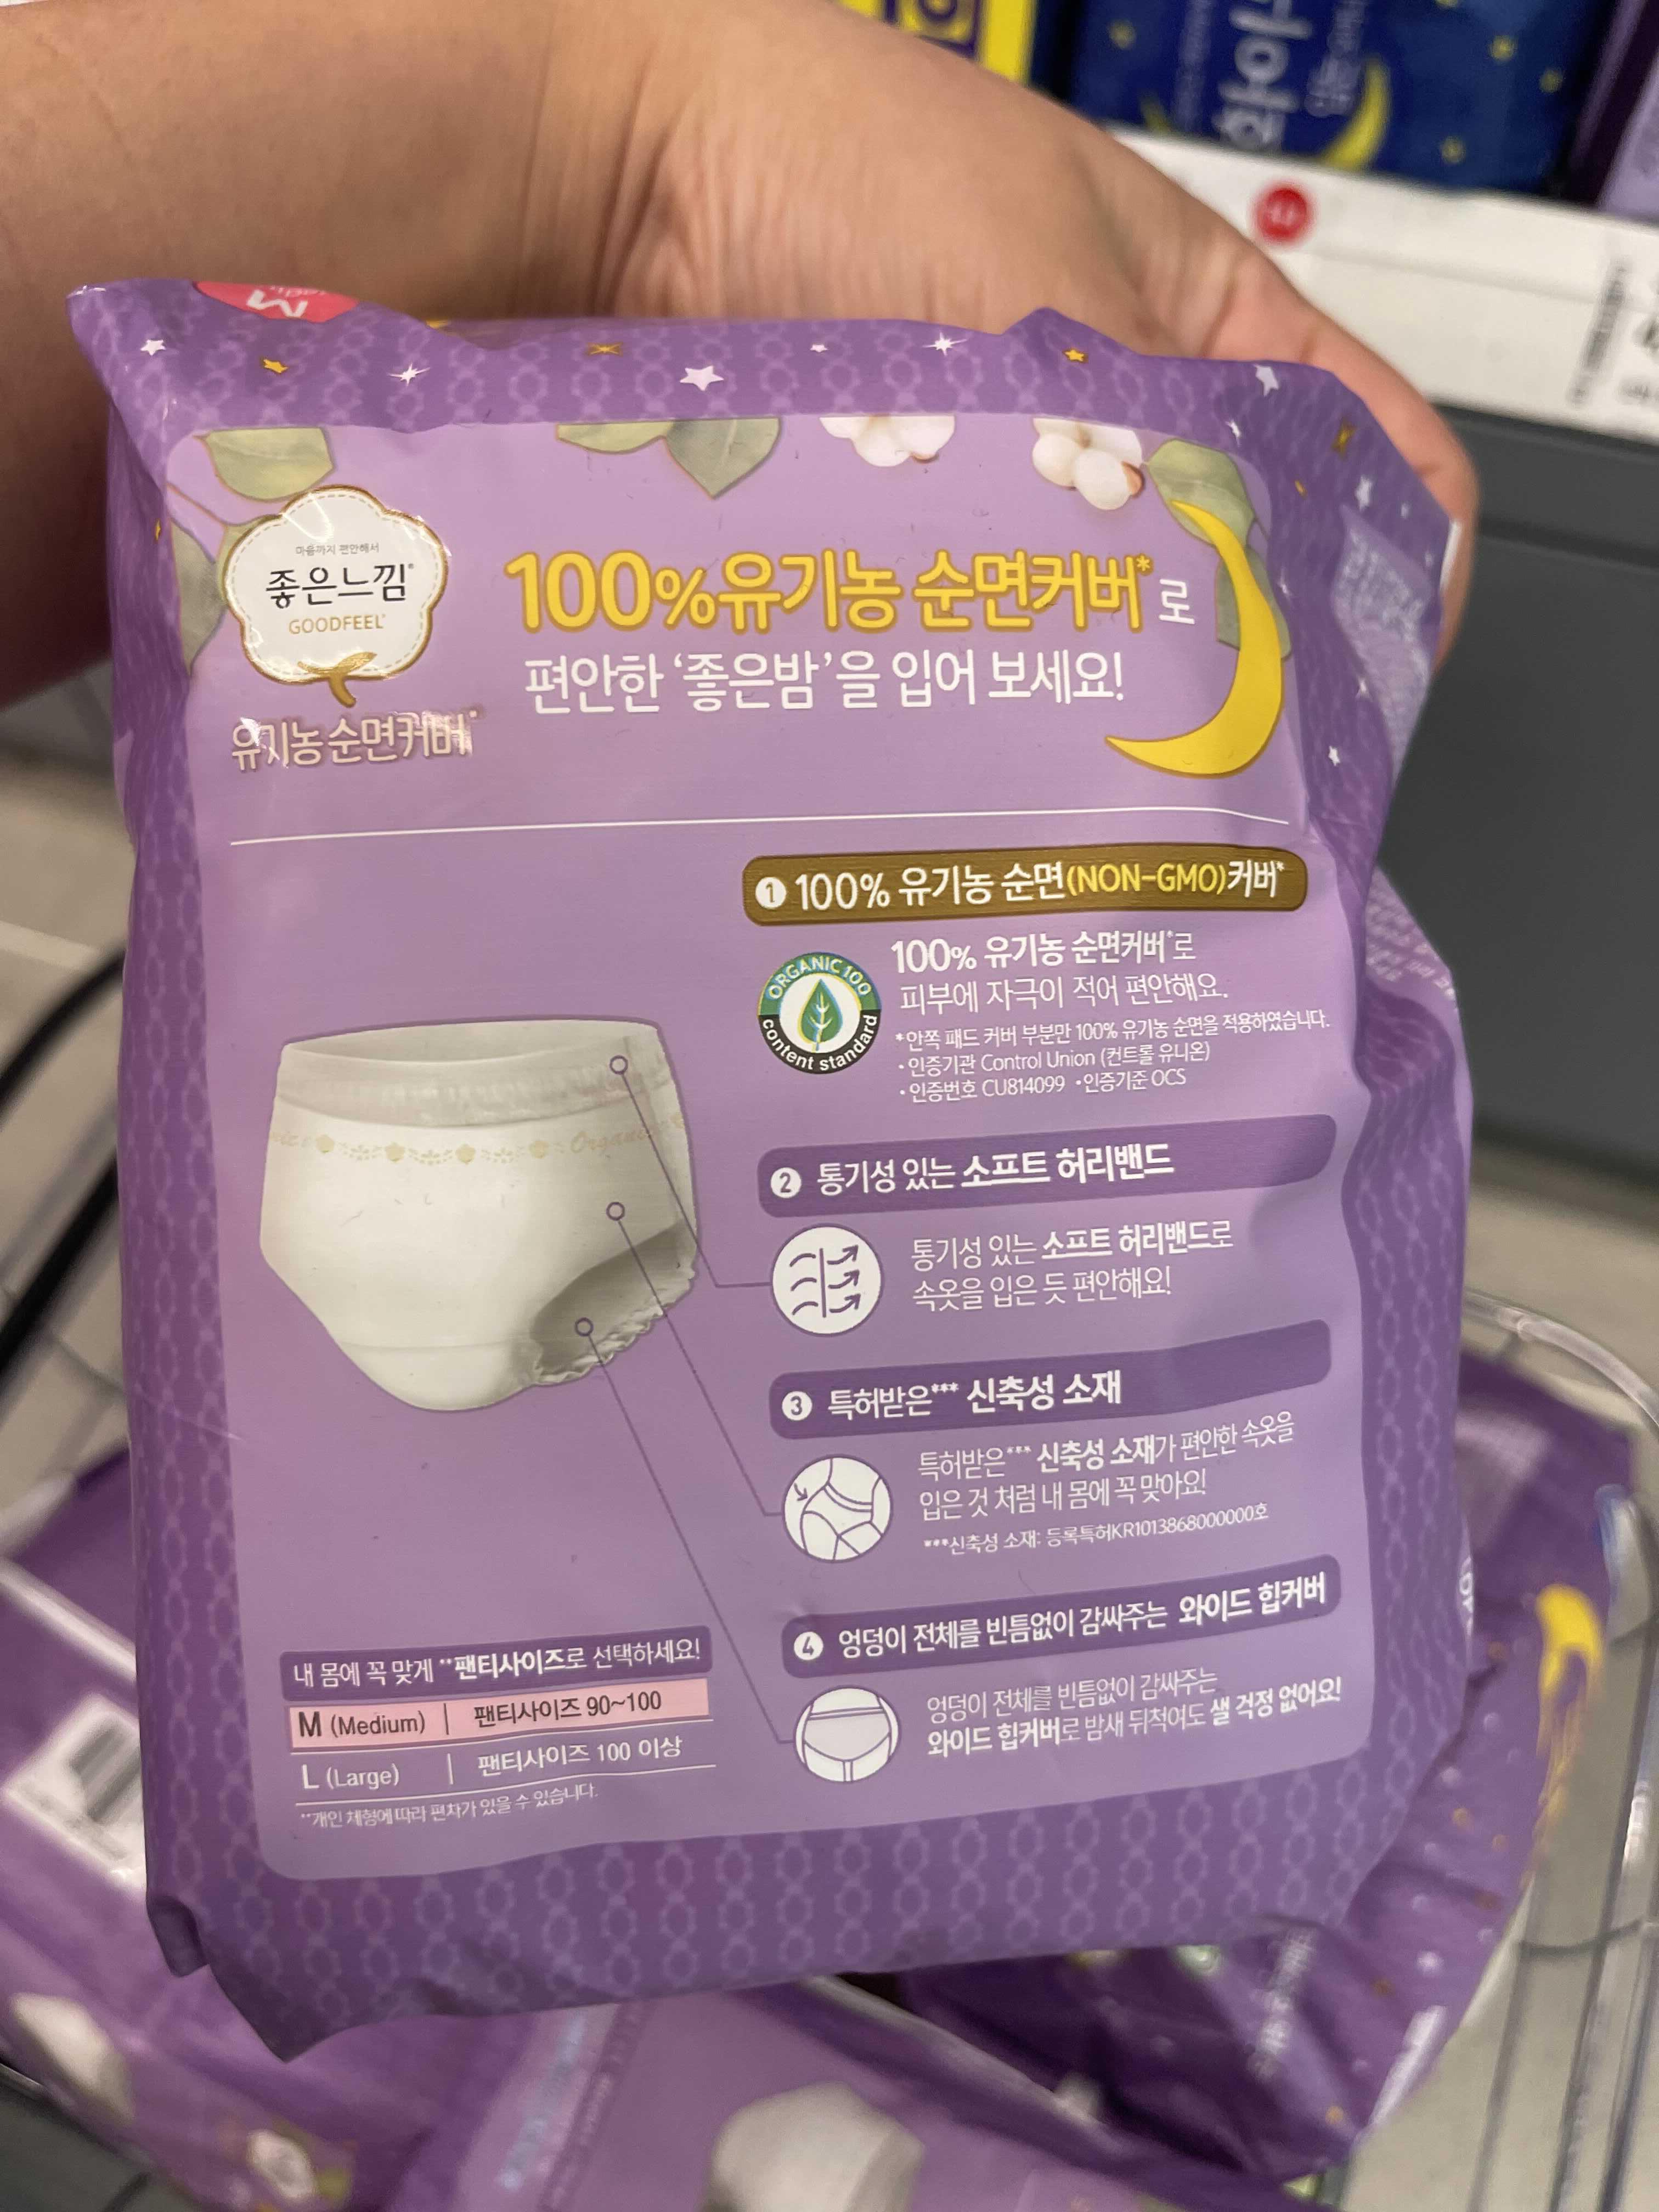 마음까지 편안해서
좋은느낌
GOODFEEL
유기농 순면커버*
100%유기농 순면커버*로
편안한 ‘좋은밤’을 입어 보세요!
❶ 100% 유기농 순면(NON-GMO)커버*
ORGANIC 100
content standard
100% 유기농 순면커버*로
피부에 자극이 적어 편안해요.
*안쪽 패드 커버 부분만 100% 유기농 순면을 적용하였습니다.
·인증기관 Control Union (컨트롤 유니온)
·인증번호 CU814099 ·인증기준 OCS
❷ 통기성 있는 소프트 허리밴드
통기성 있는 소프트 허리밴드로
속옷을 입은 듯 편안해요!
❸ 특허받은*** 신축성 소재
특허받은*** 신축성 소재가 편안한 속옷을
입은 것 처럼 내 몸에 꼭 맞아요!
***신축성 소재: 등록특허KR1013868000000호
❹ 엉덩이 전체를 빈틈없이 감싸주는 와이드 힙커버
엉덩이 전체를 빈틈없이 감싸주는
와이드 힙커버로 밤새 뒤척여도 샐 걱정 없어요!
내 몸에 꼭 맞게 **팬티사이즈로 선택하세요!
M (Medium) | 팬티사이즈 90~100
L (Large) | 팬티사이즈 100 이상
**개인 체형에 따라 편차가 있을 수 있습니다.
M